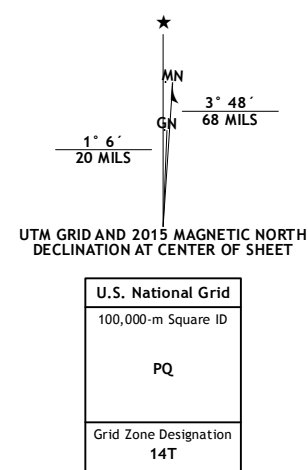 ★
MN
3° 48´
68 MILS
GN
1° 6´
20 MILS
UTM GRID AND 2015 MAGNETIC NORTH
DECLINATION AT CENTER OF SHEET
U.S. National Grid
100,000-m Square ID
PQ
Grid Zone Designation
14T